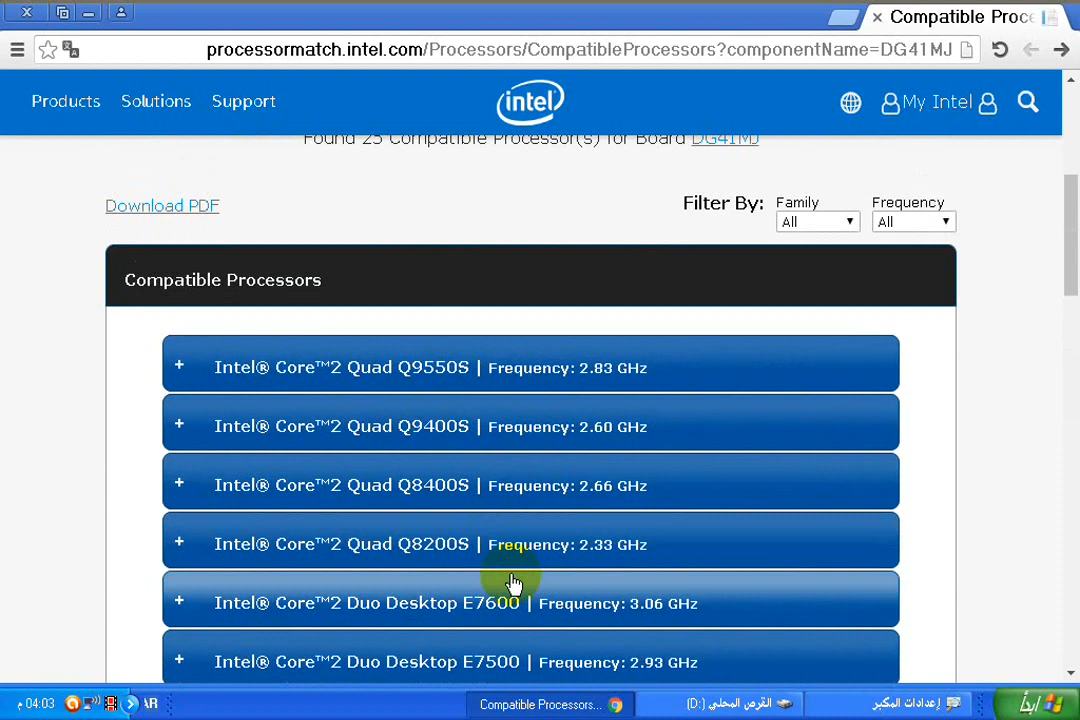 Compatible Proce
processormatch.intel.com/Processors/CompatibleProcessors?componentName=DG41MJ
Products Solutions Support
intel
My Intel
Found 25 Compatible Processor(s) for Board DG41MJ
Download PDF
Filter By:
Family
Frequency
All
All
Compatible Processors
+ Intel® Core™2 Quad Q9550S | Frequency: 2.83 GHz
+ Intel® Core™2 Quad Q9400S | Frequency: 2.60 GHz
+ Intel® Core™2 Quad Q8400S | Frequency: 2.66 GHz
+ Intel® Core™2 Quad Q8200S | Frequency: 2.33 GHz
+ Intel® Core™2 Duo Desktop E7600 | Frequency: 3.06 GHz
+ Intel® Core™2 Duo Desktop E7500 | Frequency: 2.93 GHz
ابدأ
إعدادات المكبر
القرص المحلي (D:)
Compatible Processors...
AR
04:03 م